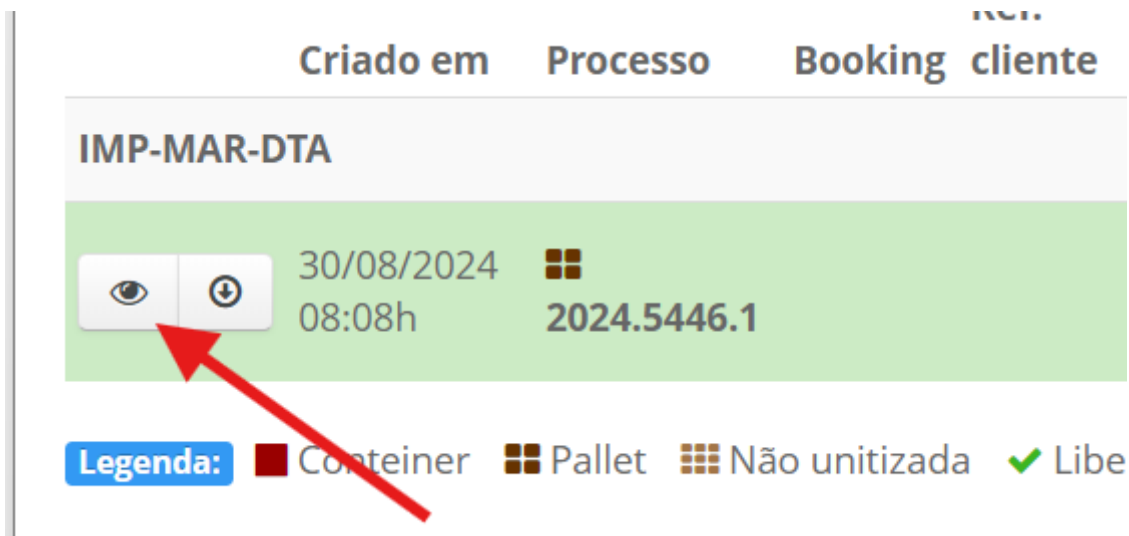 Criado em Processo Booking cliente
IMP-MAR-DTA
30/08/2024
08:08h 2024.5446.1
Legenda: Conteiner Pallet Não unitizada